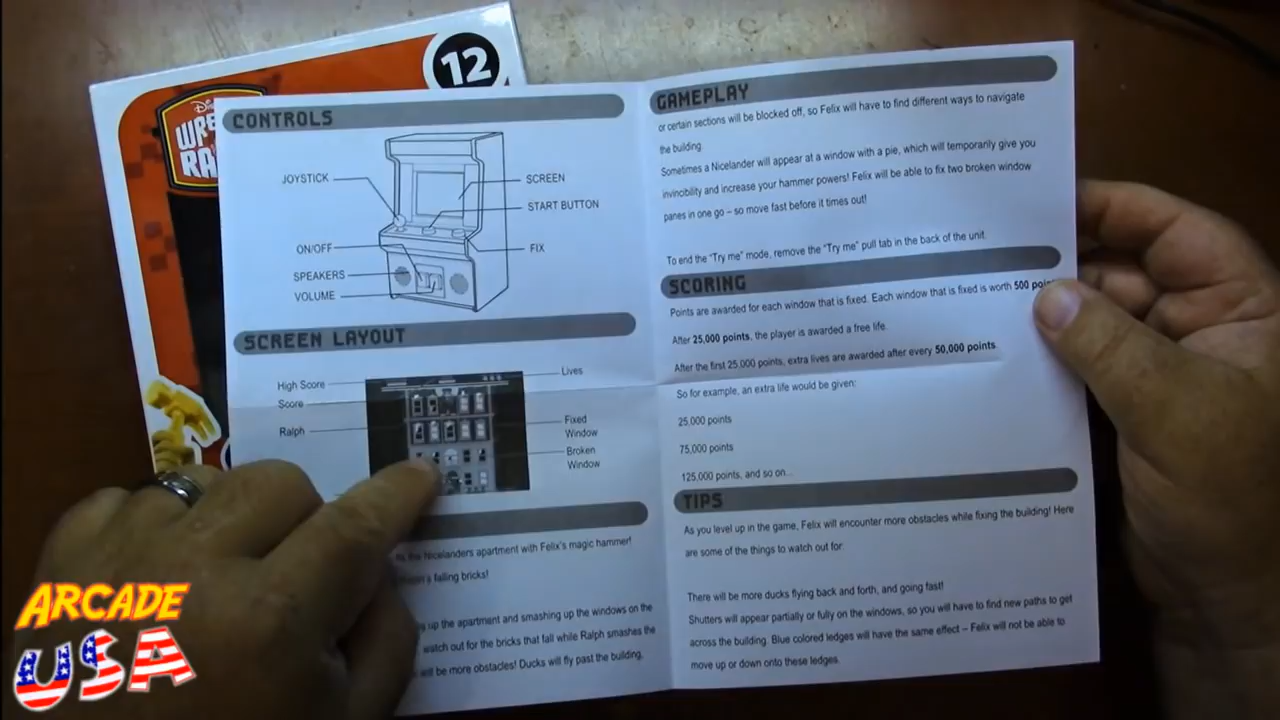 12
Disney
WRE
RA
CONTROLS
JOYSTICK
SCREEN
START BUTTON
ON/OFF
FIX
SPEAKERS
VOLUME
SCREEN LAYOUT
High Score
Lives
Score
Ralph
Fixed
Window
Broken
Window
the Nicelanders apartment with Felix's magic hammer!
falling bricks!
up the apartment and smashing up the windows on the
watch out for the bricks that fall while Ralph smashes the
will be more obstacles! Ducks will fly past the building,
GAMEPLAY
or certain sections will be blocked off, so Felix will have to find different ways to navigate
the building.
Sometimes a Nicelander will appear at a window with a pie, which will temporarily give you
invincibility and increase your hammer powers! Felix will be able to fix two broken window
panes in one go – so move fast before it times out!
To end the "Try me" mode, remove the "Try me" pull tab in the back of the unit.
SCORING
Points are awarded for each window that is fixed. Each window that is fixed is worth 500
After 25,000 points, the player is awarded a free life.
After the first 25,000 points, extra lives are awarded after every 50,000 points.
So for example, an extra life would be given:
25,000 points
75,000 points
125,000 points, and so on...
TIPS
As you level up in the game, Felix will encounter more obstacles while fixing the building! Here
are some of the things to watch out for:
There will be more ducks flying back and forth, and going fast!
Shutters will appear partially or fully on the windows, so you will have to find new paths to get
across the building. Blue colored ledges will have the same effect – Felix will not be able to
move up or down onto these ledges.
ARCADE
USA